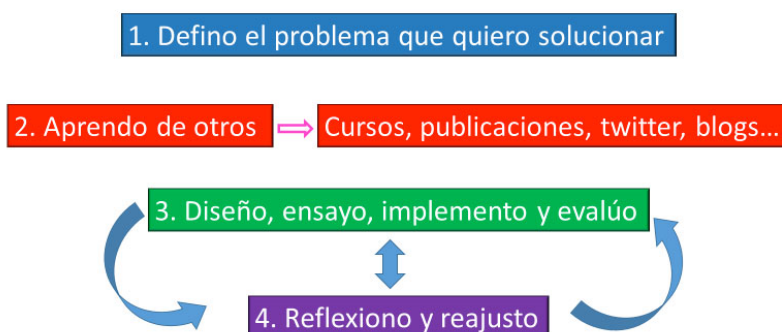 1. Defino el problema que quiero solucionar
2. Aprendo de otros
Cursos, publicaciones, twitter, blogs...
3. Diseño, ensayo, implemento y evalúo
4. Reflexiono y reajusto